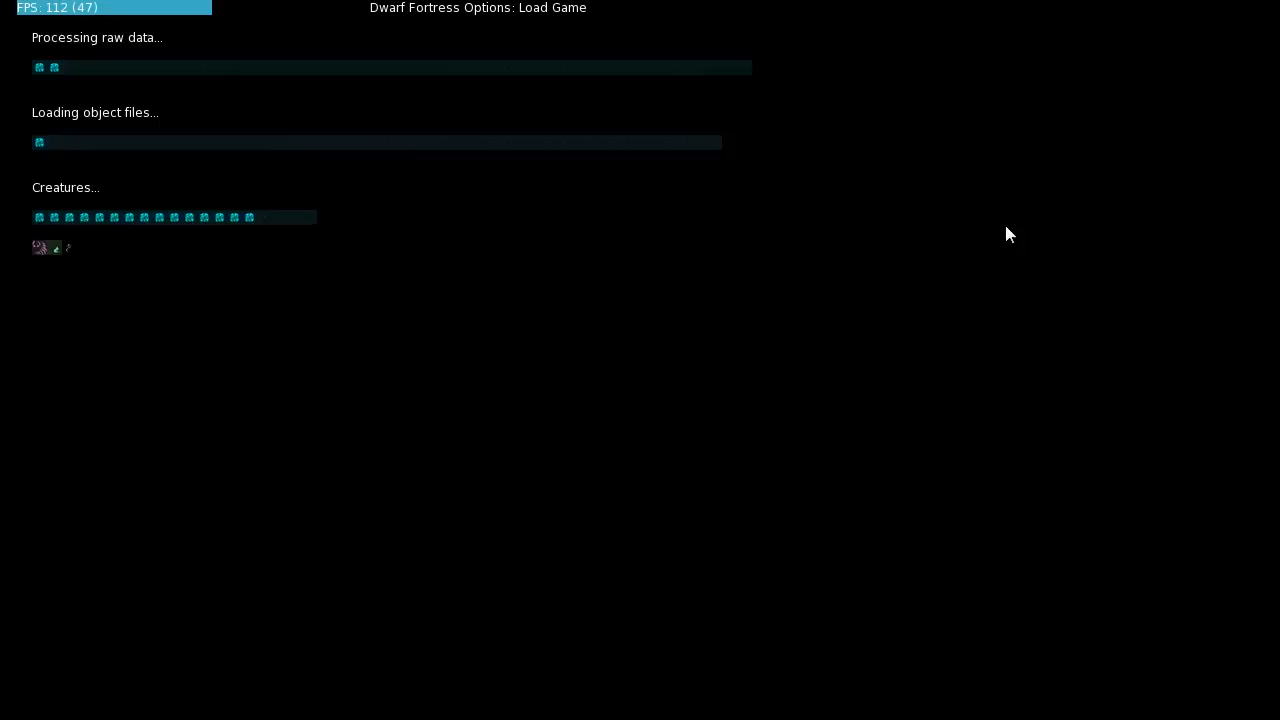 FPS: 112 (47)
Dwarf Fortress Options: Load Game
Processing raw data...
Loading object files...
Creatures...